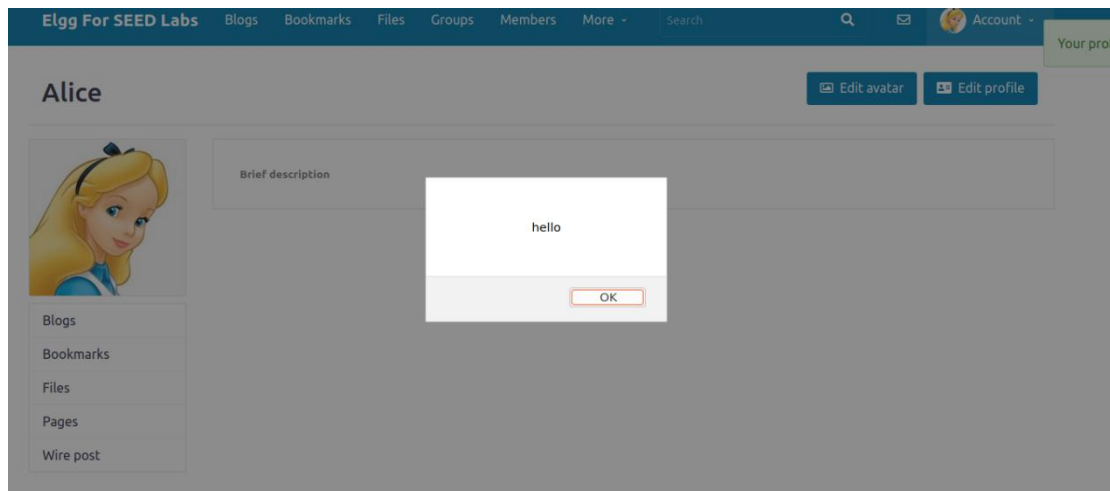 Elgg For SEED Labs Blogs Bookmarks Files Groups Members More Search Account
Your pro
Alice
Edit avatar Edit profile
Brief description
hello
OK
Blogs
Bookmarks
Files
Pages
Wire post